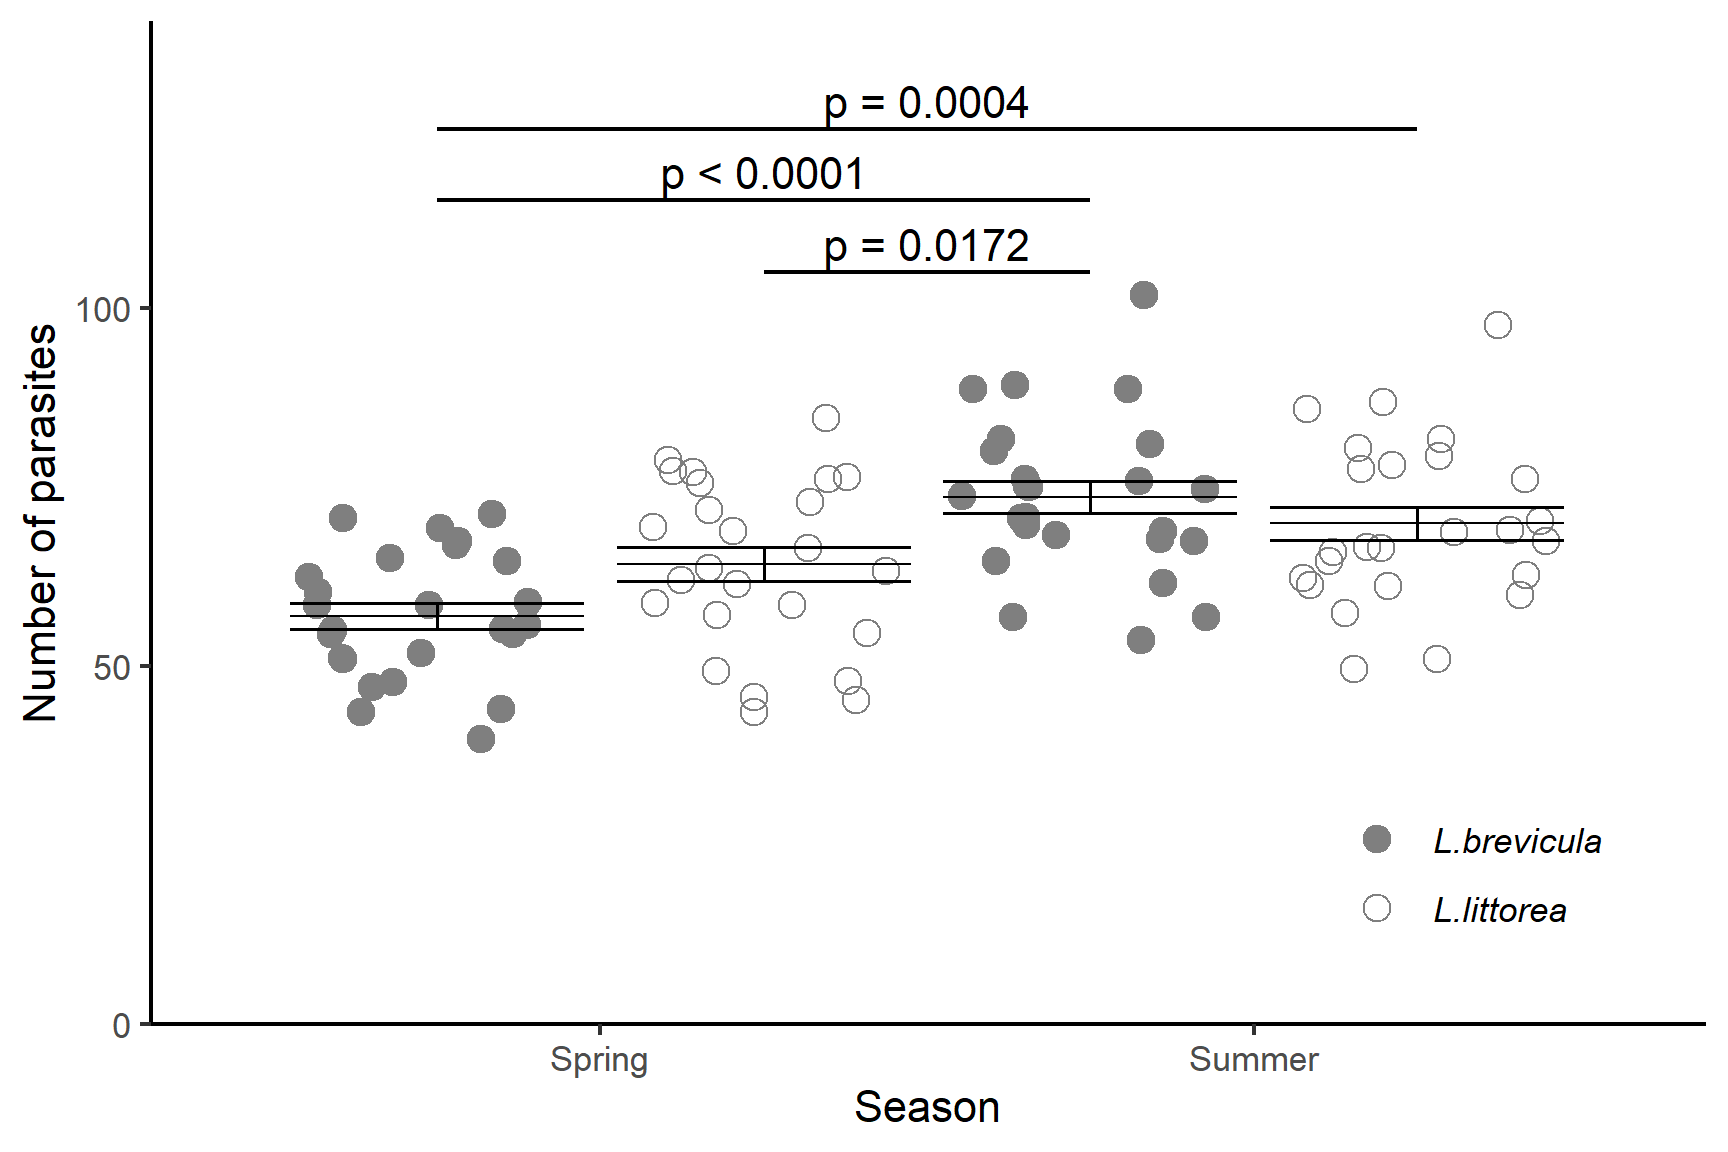 p = 0.0004
p < 0.0001
p = 0.0172
Number of parasites
100
50
0
L.brevicula
L.littorea
Spring
Summer
Season